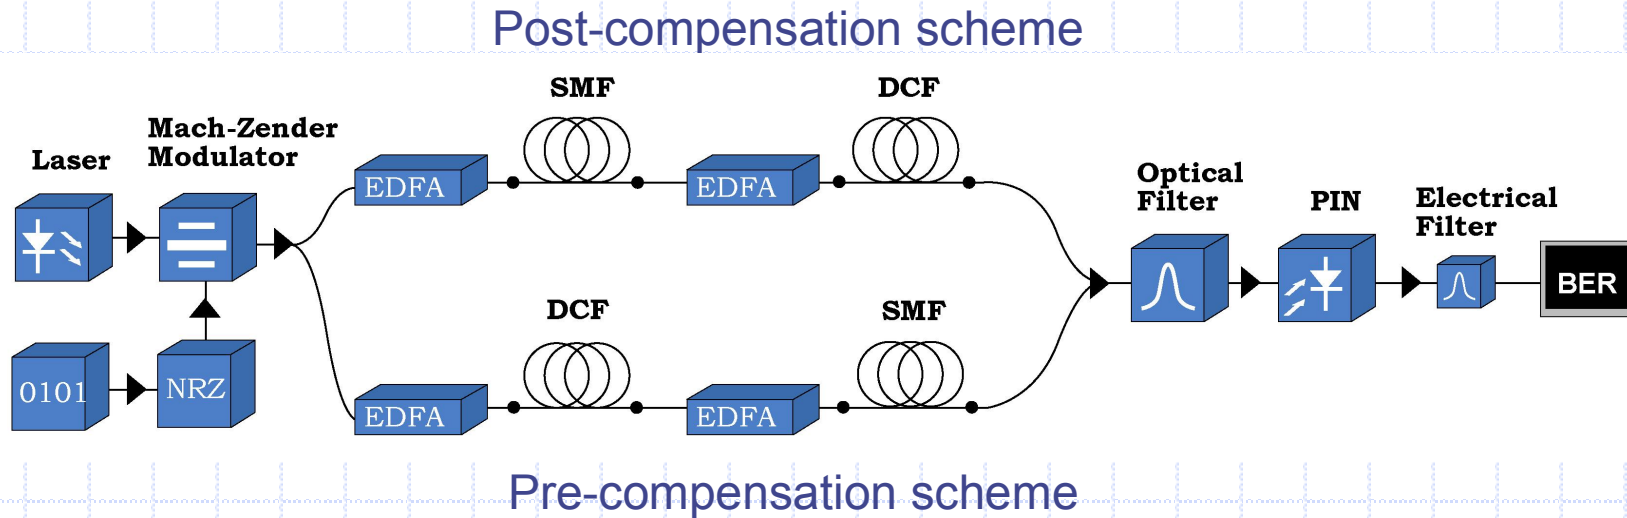 Post-compensation scheme
SMF
DCF
Mach-Zender
Modulator
Laser
EDFA
EDFA
Optical
Filter
PIN
Electrical
Filter
BER
DCF
SMF
0101
NRZ
EDFA
EDFA
Pre-compensation scheme